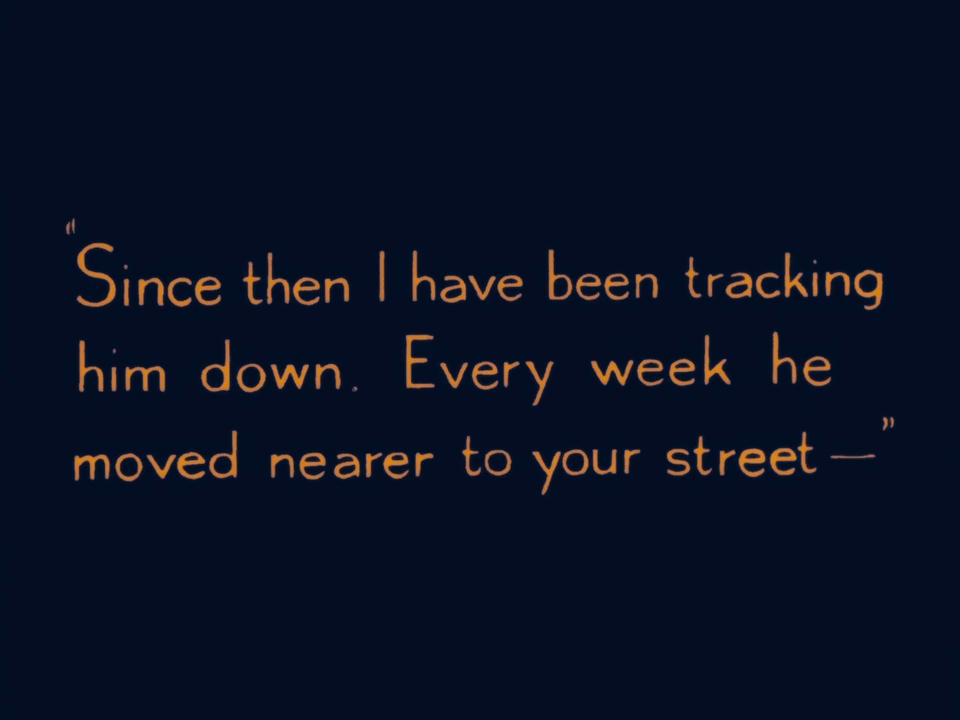 "Since then I have been tracking
him down. Every week he
moved nearer to your street—"